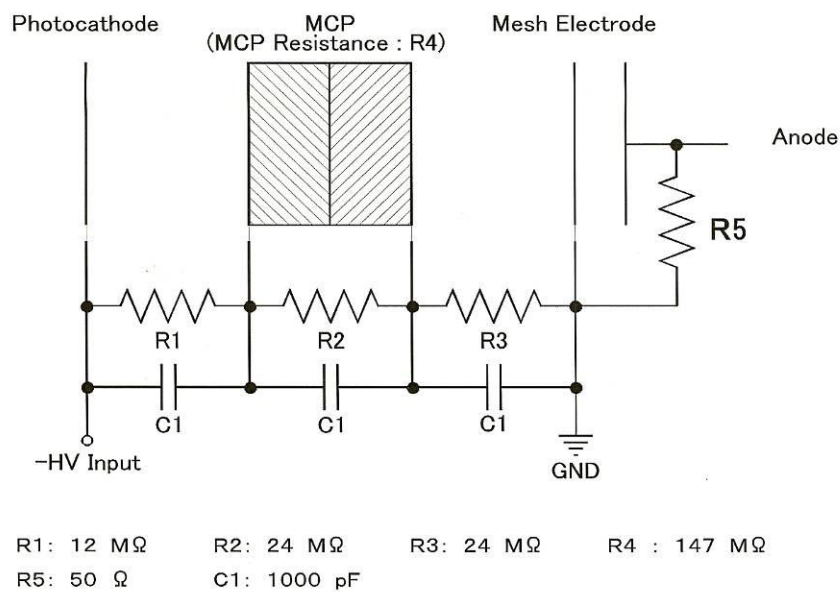 Photocathode MCP Mesh Electrode
(MCP Resistance : R4)
Anode
R5
R1 R2 R3
C1 C1 C1
-HV Input GND
R1: 12 MΩ R2: 24 MΩ R3: 24 MΩ R4 : 147 MΩ
R5: 50 Ω C1: 1000 pF